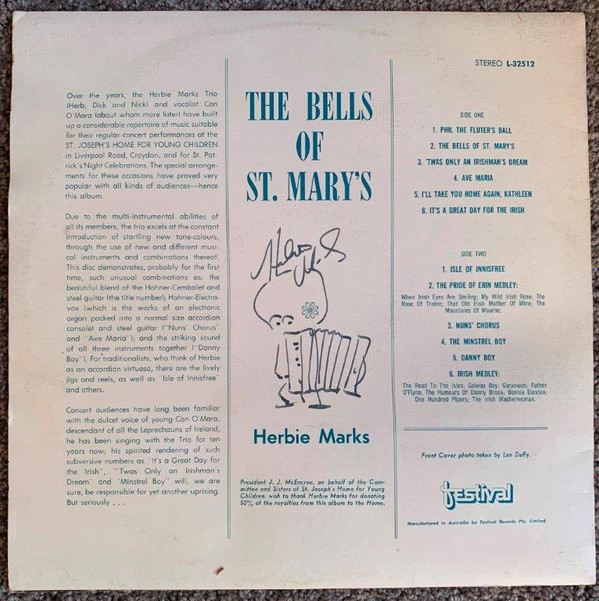 Over the years, the Herbie Marks Trio
(Herb, Dick and Nick) and vocalist Con
O'Mara (about whom more later) have built
up a considerable repertoire of music suitable
for their regular concert performances at the
ST. JOSEPH'S HOME FOR YOUNG CHILDREN
in Liverpool Road, Croydon, and for St. Pat-
rick's Night Celebrations. The special arrange-
ments for these occasions have proved very
popular with all kinds of audiences—hence
this album.
Due to the multi-instrumental abilities of
all its members, the trio excels at the constant
introduction of startling new tone-colours,
through the use of new and different musi-
cal instruments and combinations thereof.
This disc demonstrates, probably for the first
time, such unusual combinations as: the
beautiful blend of the Hohner-Cembalet and
steel guitar (the title number); Hohner-Electra-
vox (which is the works of an electronic
organ packed into a normal size accordion
console) and steel guitar ("Nuns' Chorus"
and "Ave Maria"); and the striking sound
of all three instruments together ("Danny
Boy"). For traditionalists, who think of Herbie
as an accordion virtuoso, there are the lively
jigs and reels, as well as "Isle of Innisfree"
and others.
Concert audiences have long been familiar
with the dulcet voice of young Con O'Mara,
descendant of all the Leprechauns of Ireland,
he has been singing with the Trio for ten
years now; his spirited rendering of such
subversive numbers as "It's a Great Day for
the Irish", "'Twas Only an Irishman's
Dream" and "Minstrel Boy" will, we are
sure, be responsible for yet another uprising.
But seriously . . .
THE BELLS
OF
ST. MARY'S
Herbie Marks
Herbie Marks
President J. J. McEncroe, on behalf of the Com-
mittee and Sisters of St. Joseph's Home for Young
Children, wish to thank Herbie Marks for donating
50% of the royalties from this album to the Home.
STEREO L-32512
SIDE ONE
1. PHIL THE FLUTER'S BALL
2. THE BELLS OF ST. MARY'S
3. 'TWAS ONLY AN IRISHMAN'S DREAM
4. AVE MARIA
5. I'LL TAKE YOU HOME AGAIN, KATHLEEN
6. IT'S A GREAT DAY FOR THE IRISH
SIDE TWO
1. ISLE OF INNISFREE
2. THE PRIDE OF ERIN MEDLEY:
When Irish Eyes Are Smiling; My Wild Irish Rose; The
Rose Of Tralee; That Old Irish Mother Of Mine; The
Mountains Of Mourne.
3. NUNS' CHORUS
4. THE MINSTREL BOY
5. DANNY BOY
6. IRISH MEDLEY:
The Road To The Isles; Galway Bay; Garyowen; Father
O'Flynn; The Humours Of Danny Brook; Bonnie Dundee;
One Hundred Pipers; The Irish Washerwoman.
Front Cover photo taken by Len Duffy.
festival
Manufactured in Australia by Festival Records Pty. Limited